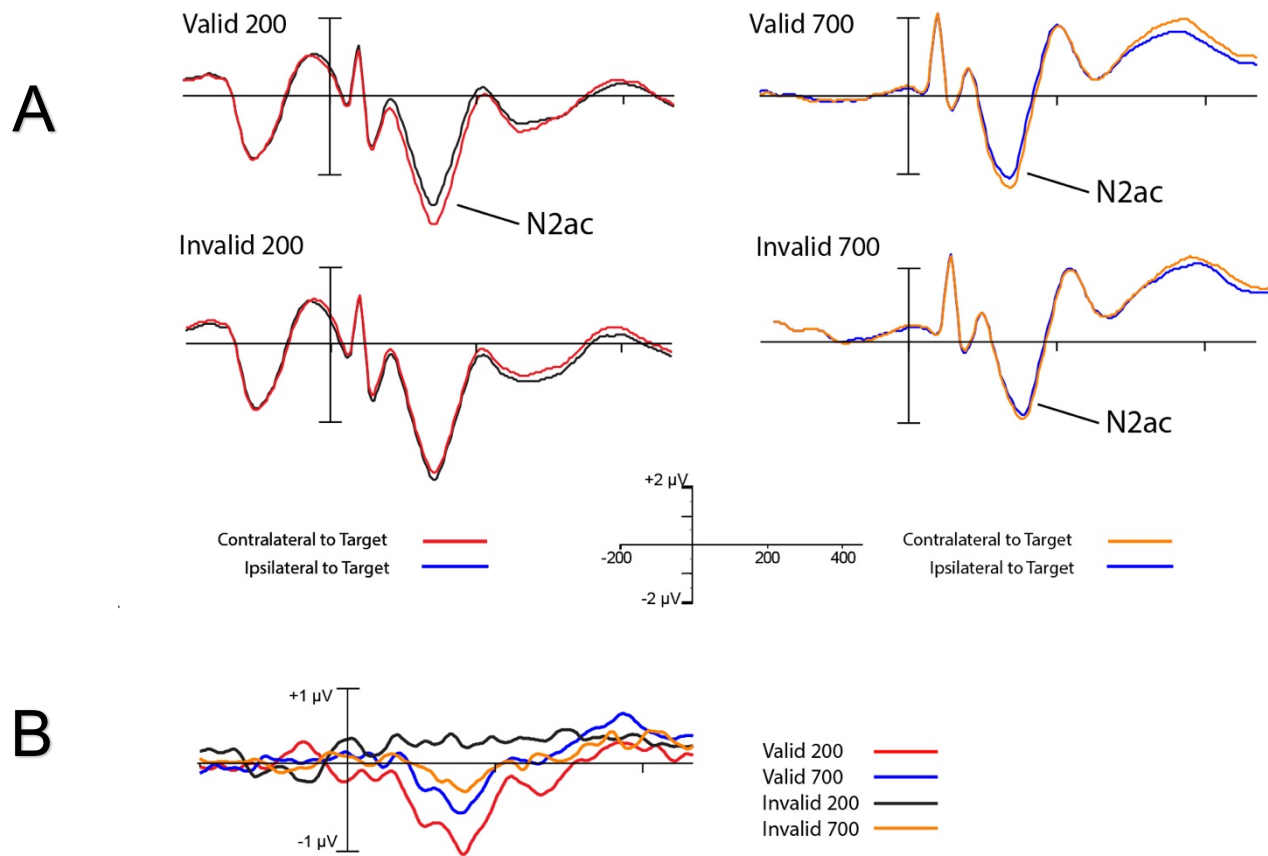 A
Valid 200
N2ac
Valid 700
N2ac
Invalid 200
Invalid 700
N2ac
Contralateral to Target
Ipsilateral to Target
+2 µV
-200 200 400
-2 µV
Contralateral to Target
Ipsilateral to Target
B
+1 µV
-1 µV
Valid 200
Valid 700
Invalid 200
Invalid 700